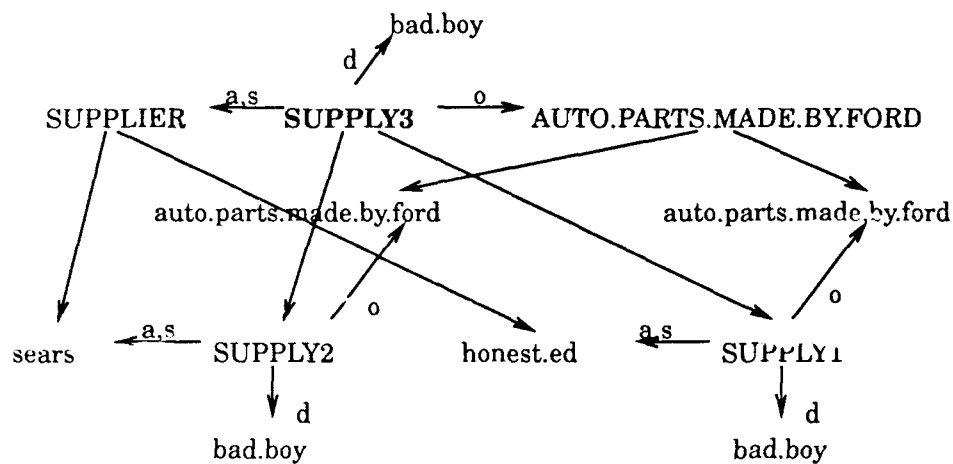 bad.boy
d
SUPPLIER a,s SUPPLY3 o AUTO.PARTS.MADE.BY.FORD
auto.parts.made.by.ford auto.parts.made.by.ford
o o
sears a,s SUPPLY2 honest.ed a,s SUPPLY1
d d
bad.boy bad.boy